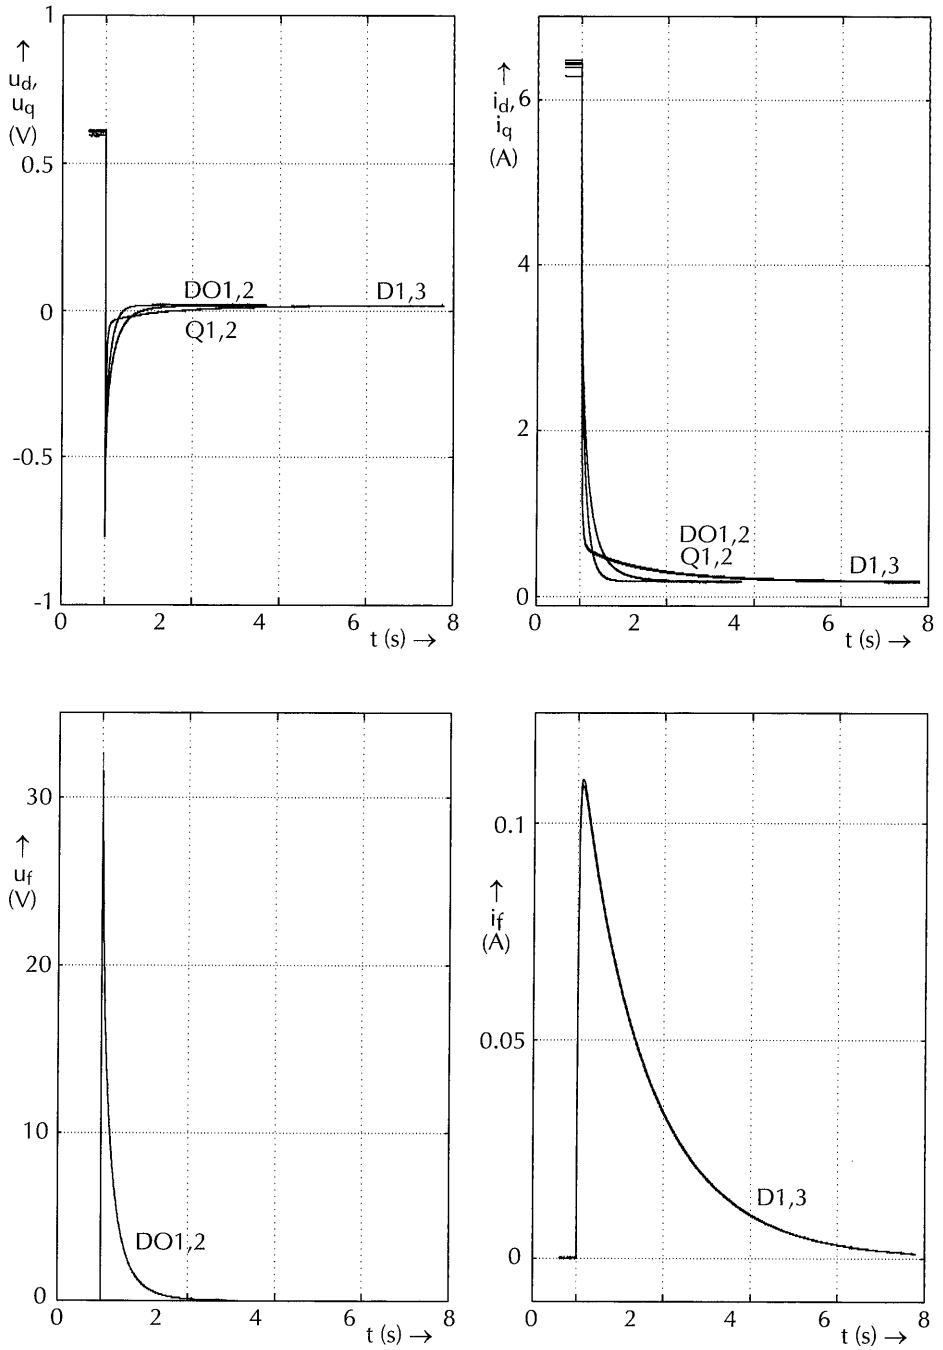 1
↑
u_d,
u_q
(V)
0.5
0
-0.5
-1
DO1,2
D1,3
Q1,2
0 2 4 6 8
t (s) →
↑
i_d,
i_q
(A)
6
4
2
0
DO1,2
Q1,2
D1,3
0 2 4 6 8
t (s) →
30
↑
u_f
(V)
20
10
0
DO1,2
0 2 4 6 8
t (s) →
0.1
↑
i_f
(A)
0.05
0
D1,3
0 2 4 6 8
t (s) →